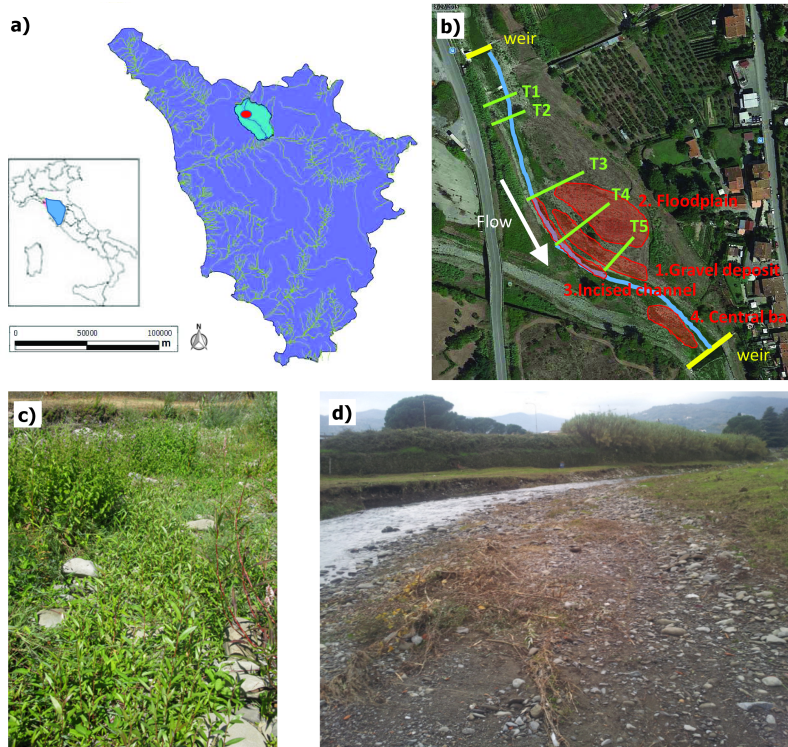 a)
N
0
50000
100000
m
b)
weir
T1
T2
T3
T4
2. Floodplain
Flow
T5
1.Gravel deposit
3.Incised channel
4. Central ba
weir
c)
d)